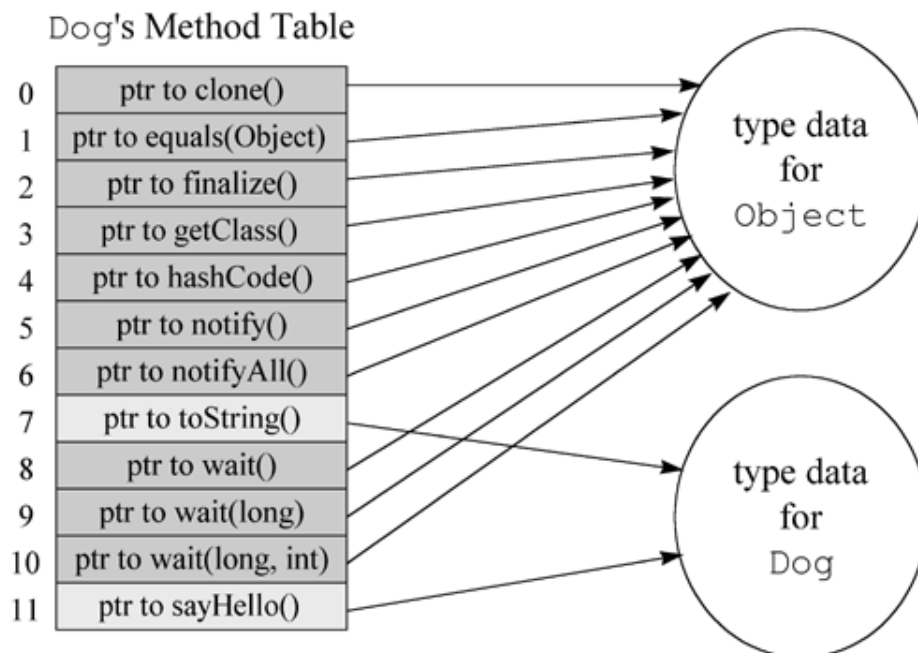 Dog's Method Table
0 ptr to clone()
1 ptr to equals(Object)
2 ptr to finalize()
3 ptr to getClass()
4 ptr to hashCode()
5 ptr to notify()
6 ptr to notifyAll()
7 ptr to toString()
8 ptr to wait()
9 ptr to wait(long)
10 ptr to wait(long, int)
11 ptr to sayHello()
type data
for
Object
type data
for
Dog